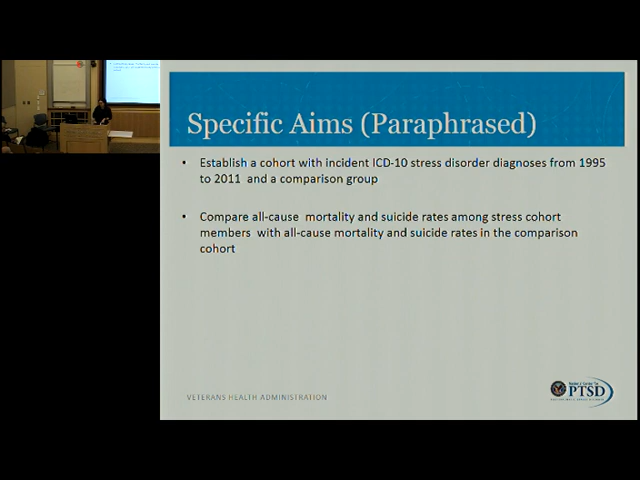 Specific Aims (Paraphrased)
• Establish a cohort with incident ICD-10 stress disorder diagnoses from 1995
to 2011 and a comparison group
• Compare all-cause mortality and suicide rates among stress cohort
members with all-cause mortality and suicide rates in the comparison
cohort
VETERANS HEALTH ADMINISTRATION
PTSD